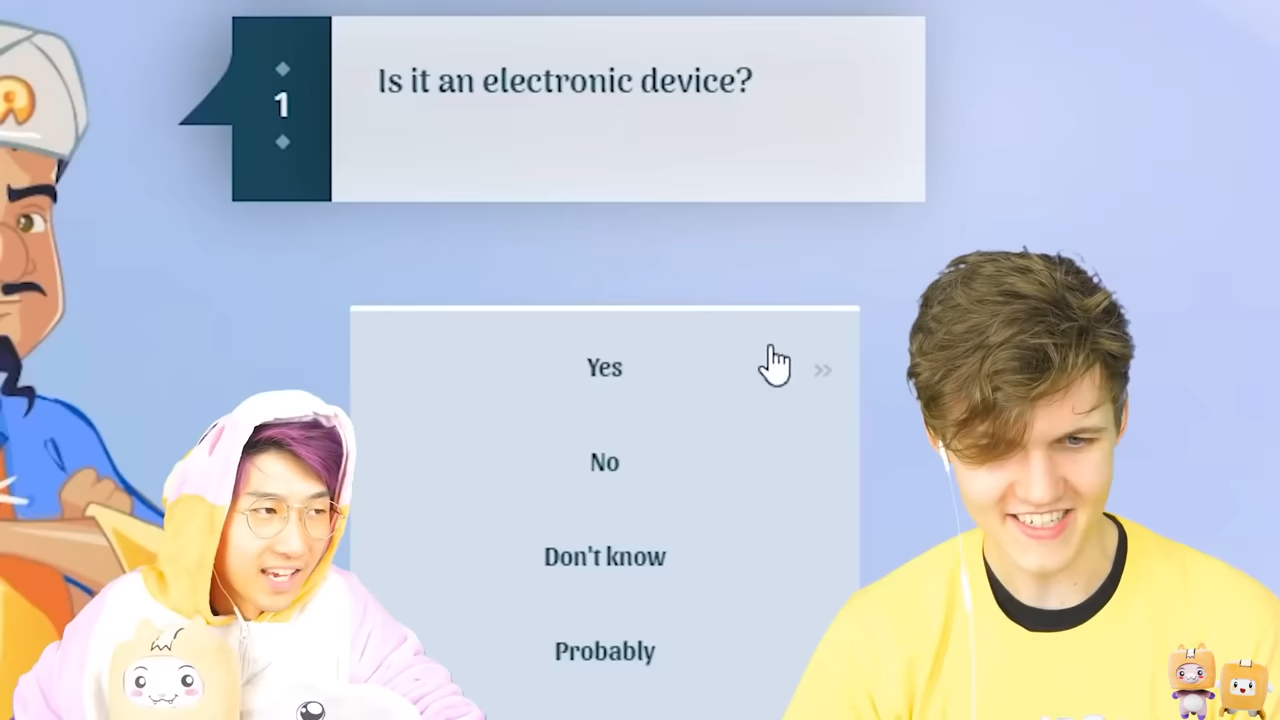 1
Is it an electronic device?
Yes
No
Don't know
Probably